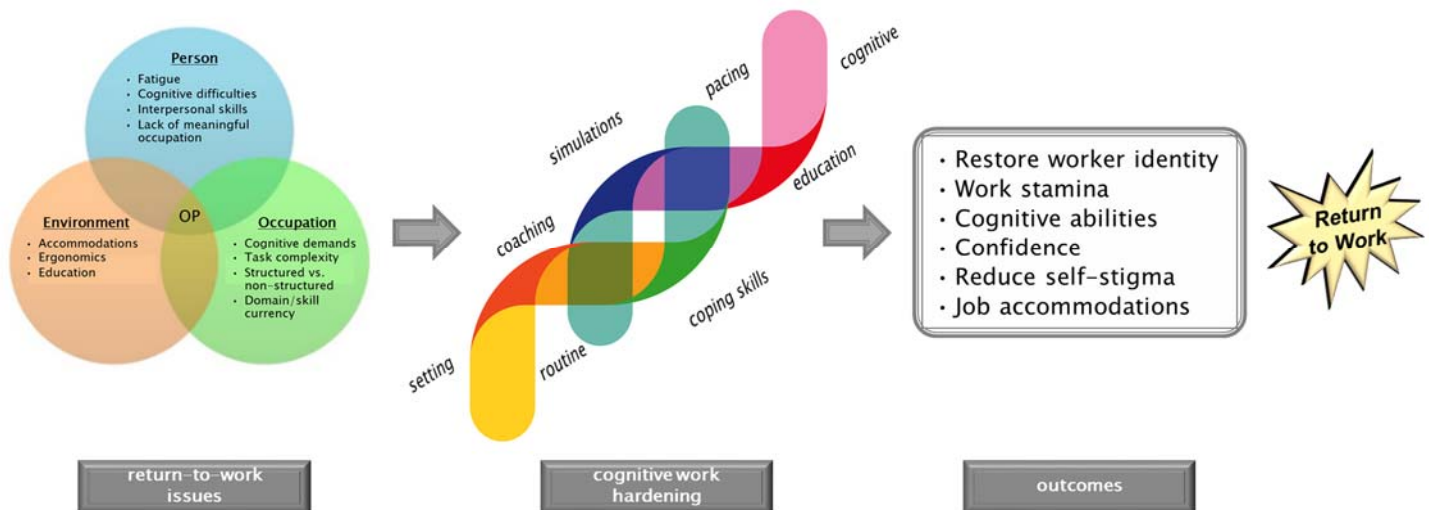 Person
• Fatigue
• Cognitive difficulties
• Interpersonal skills
• Lack of meaningful
occupation
Environment
• Accommodations
• Ergonomics
• Education
OP
Occupation
• Cognitive demands
• Task complexity
• Structured vs.
non-structured
• Domain/skill
currency
setting
coaching
simulations
pacing
cognitive
routine
coping skills
education
• Restore worker identity
• Work stamina
• Cognitive abilities
• Confidence
• Reduce self-stigma
• Job accommodations
Return
to Work
return-to-work
issues
cognitive work
hardening
outcomes